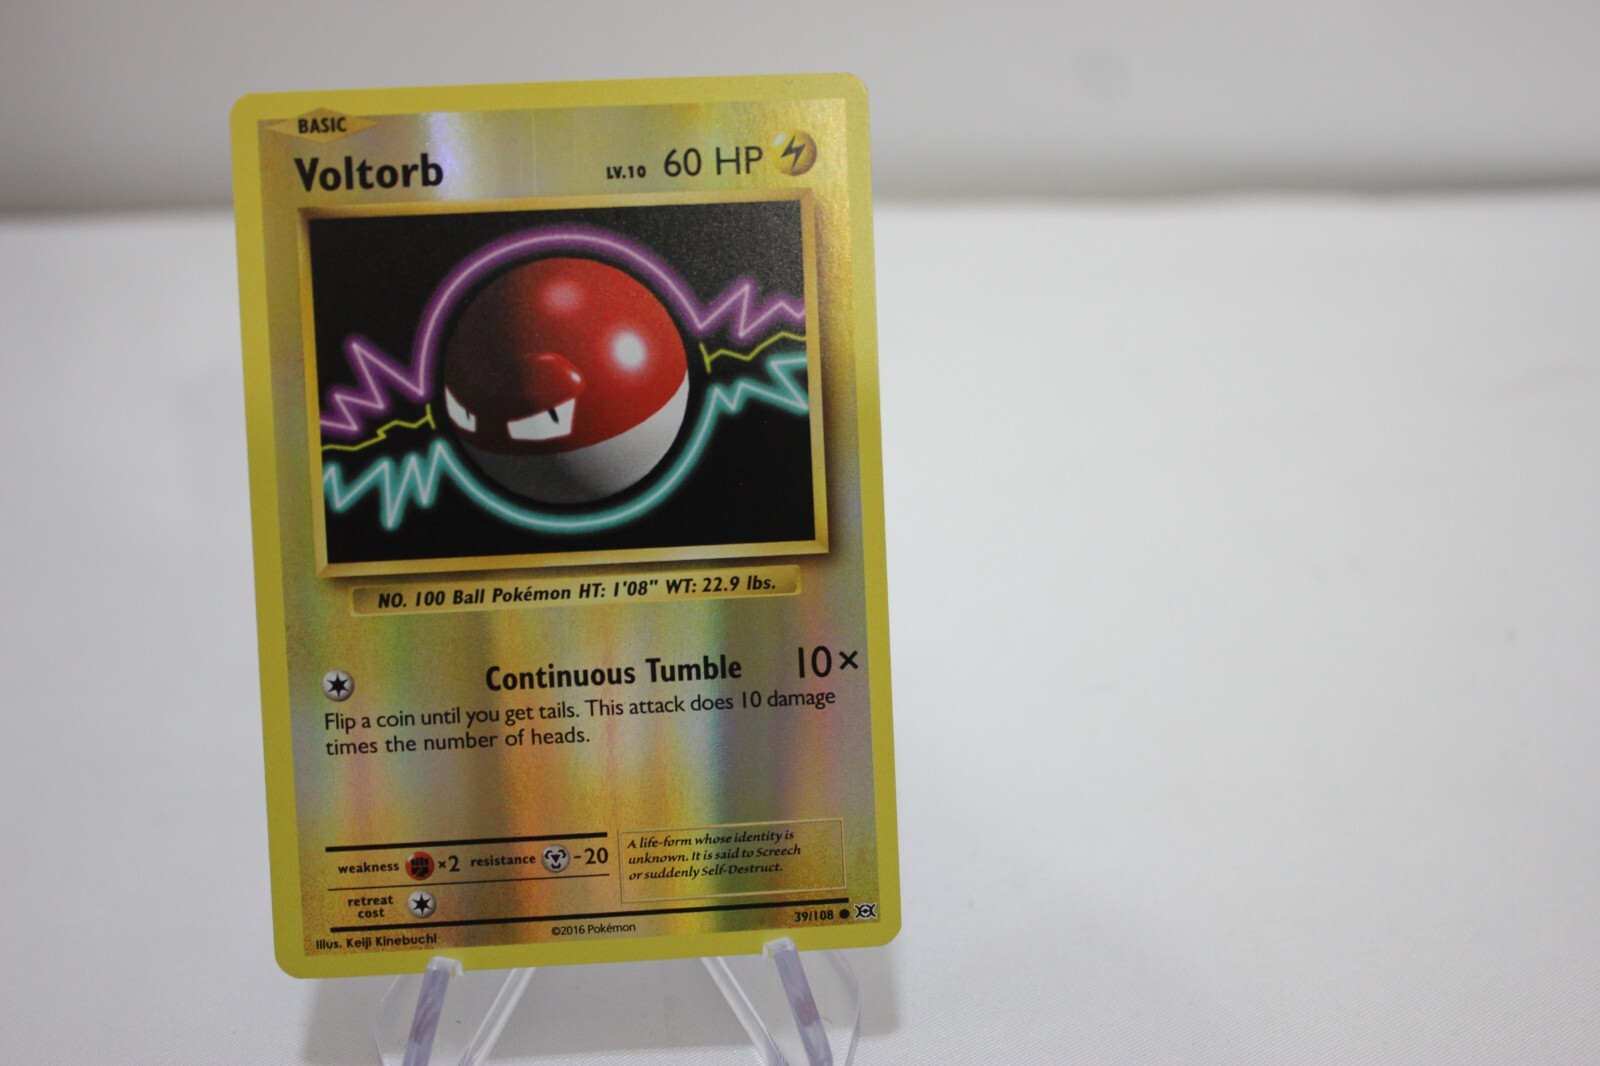 BASIC
Voltorb LV.10 60 HP
NO. 100 Ball Pokémon HT: 1'08" WT: 22.9 lbs.
Continuous Tumble 10×
Flip a coin until you get tails. This attack does 10 damage
times the number of heads.
weakness ×2 resistance -20
retreat
cost
A life-form whose identity is
unknown. It is said to Screech
or suddenly Self-Destruct.
39/108
Illus. Keiji Kinebuchi
©2016 Pokémon